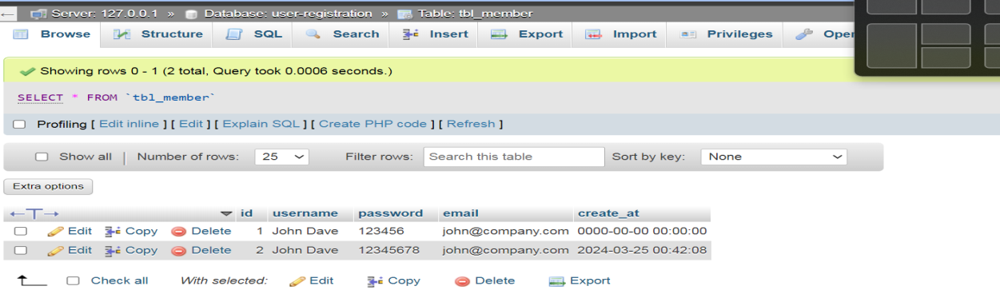 Server: 127.0.0.1 » Database: user-registration » Table: tbl_member
Browse Structure SQL Search Insert Export Import Privileges Oper
Showing rows 0 - 1 (2 total, Query took 0.0006 seconds.)
SELECT * FROM `tbl_member`
Profiling [ Edit inline ] [ Edit ] [ Explain SQL ] [ Create PHP code ] [ Refresh ]
Show all | Number of rows: 25 Filter rows: Search this table Sort by key: None
Extra options
id username password email create_at
Edit Copy Delete 1 John Dave 123456 john@company.com 0000-00-00 00:00:00
Edit Copy Delete 2 John Dave 12345678 john@company.com 2024-03-25 00:42:08
Check all With selected: Edit Copy Delete Export